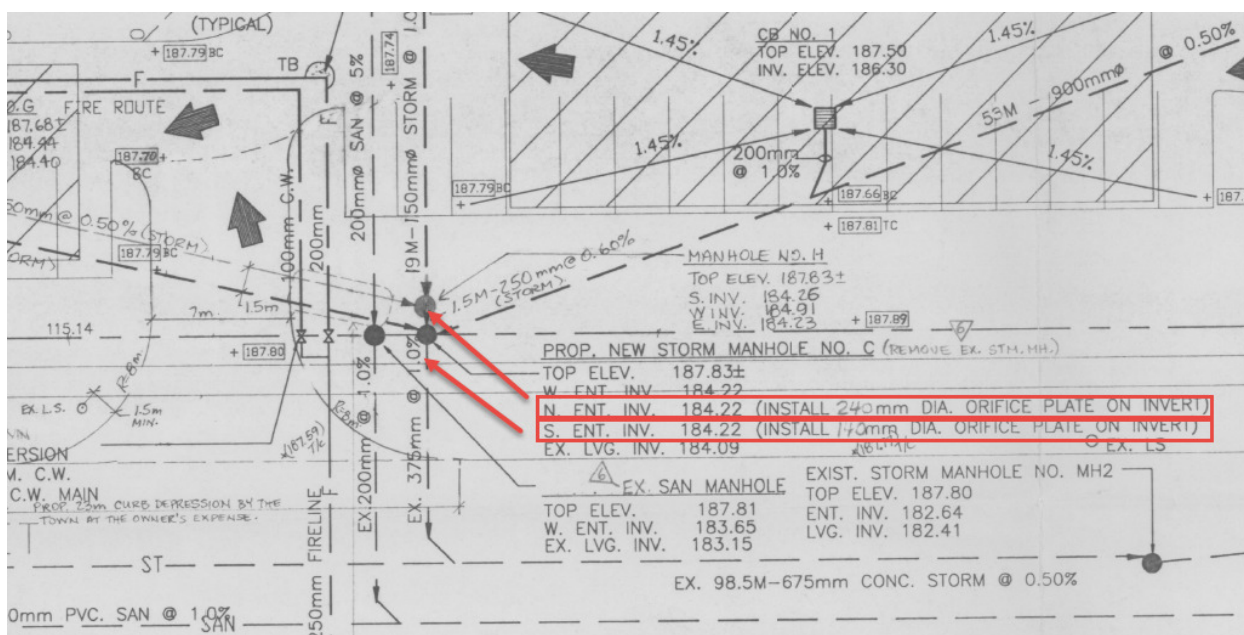 (TYPICAL)
187.79 BC
TB
F
FIRE ROUTE
O.G
187.68±
184.44
184.40
187.70
BC
200mmø SAN @ 5%
187.74
CB NO. 1
TOP ELEV. 187.50
INV. ELEV. 186.30
1.45%
1.45%
@ 0.50%
53M - 900mmø
1.45%
200mm
@ 1.0%
1.45%
187.79 BC
187.66 BC
187.81 TC
50mm @ 0.50% (STORM)
187.79 BC
100mm C.W.
200mm
1.5m
7m
1.5M-250mm @ 0.60%
(STORM)
MANHOLE NO. H
TOP ELEV. 187.83±
S. INV. 184.26
W INV. 184.91
E. INV. 184.23
187.89
6
115.14
187.80
R-8m
PROP. NEW STORM MANHOLE NO. C (REMOVE EX. STM. MH.)
TOP ELEV. 187.83±
W ENT. INV. 184.22
N. ENT. INV. 184.22 (INSTALL 240mm DIA. ORIFICE PLATE ON INVERT)
S. ENT. INV. 184.22 (INSTALL 140mm DIA. ORIFICE PLATE ON INVERT)
EX. LVG INV. 184.09
EX. LS
EX. L.S.
1.5m
MIN.
R-8m
(187.59)
T/C
ERSION
M. C.W.
C.W. MAIN
PROP. 23m CURB DEPRESSION BY THE
TOWN AT THE OWNER'S EXPENSE.
EX.200mm @ 1.0%
EX. 375mm @ 1.0%
6
EX. SAN MANHOLE
TOP ELEV. 187.81
W. ENT. INV. 183.65
EX. LVG. INV. 183.15
EXIST. STORM MANHOLE NO. MH2
TOP ELEV. 187.80
ENT. INV. 182.64
LVG. INV. 182.41
250mm FIRELINE
ST
EX. 98.5M-675mm CONC. STORM @ 0.50%
0mm PVC. SAN @ 1.0%
SAN